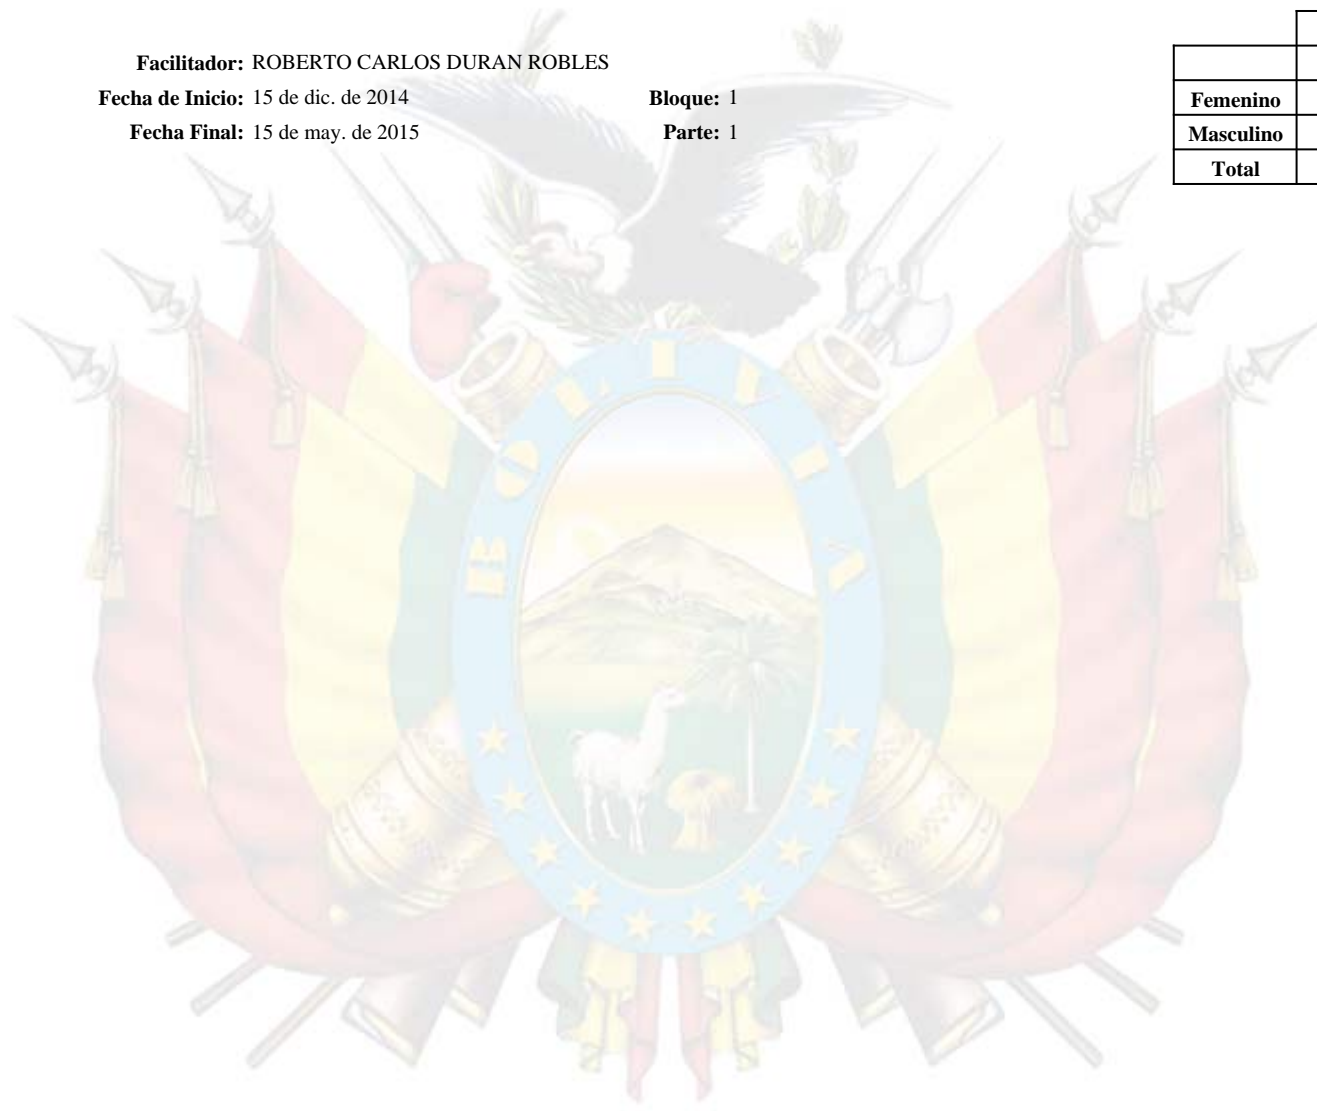 Facilitador: ROBERTO CARLOS DURAN ROBLES
Fecha de Inicio: 15 de dic. de 2014 Bloque: 1
Fecha Final: 15 de may. de 2015 Parte: 1
Femenino
Masculino
Total
BOLIVIA